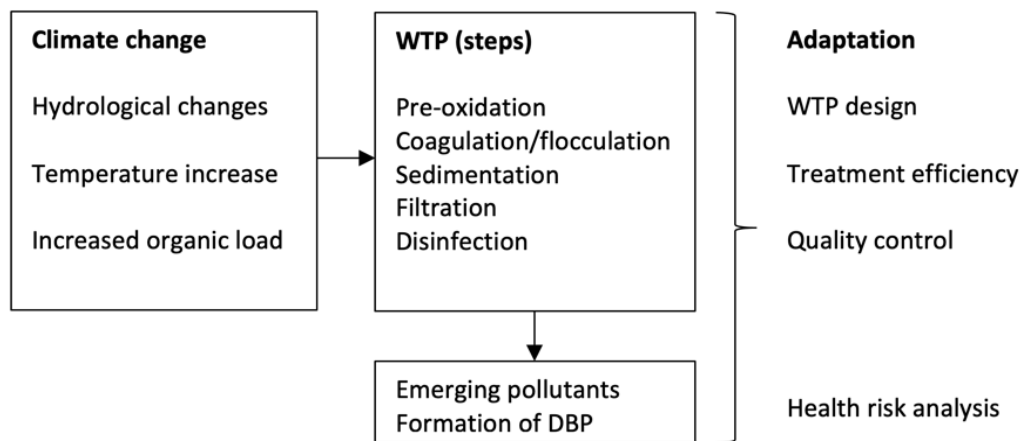 Climate change
Hydrological changes
Temperature increase
Increased organic load
WTP (steps)
Pre-oxidation
Coagulation/flocculation
Sedimentation
Filtration
Disinfection
Emerging pollutants
Formation of DBP
Adaptation
WTP design
Treatment efficiency
Quality control
Health risk analysis